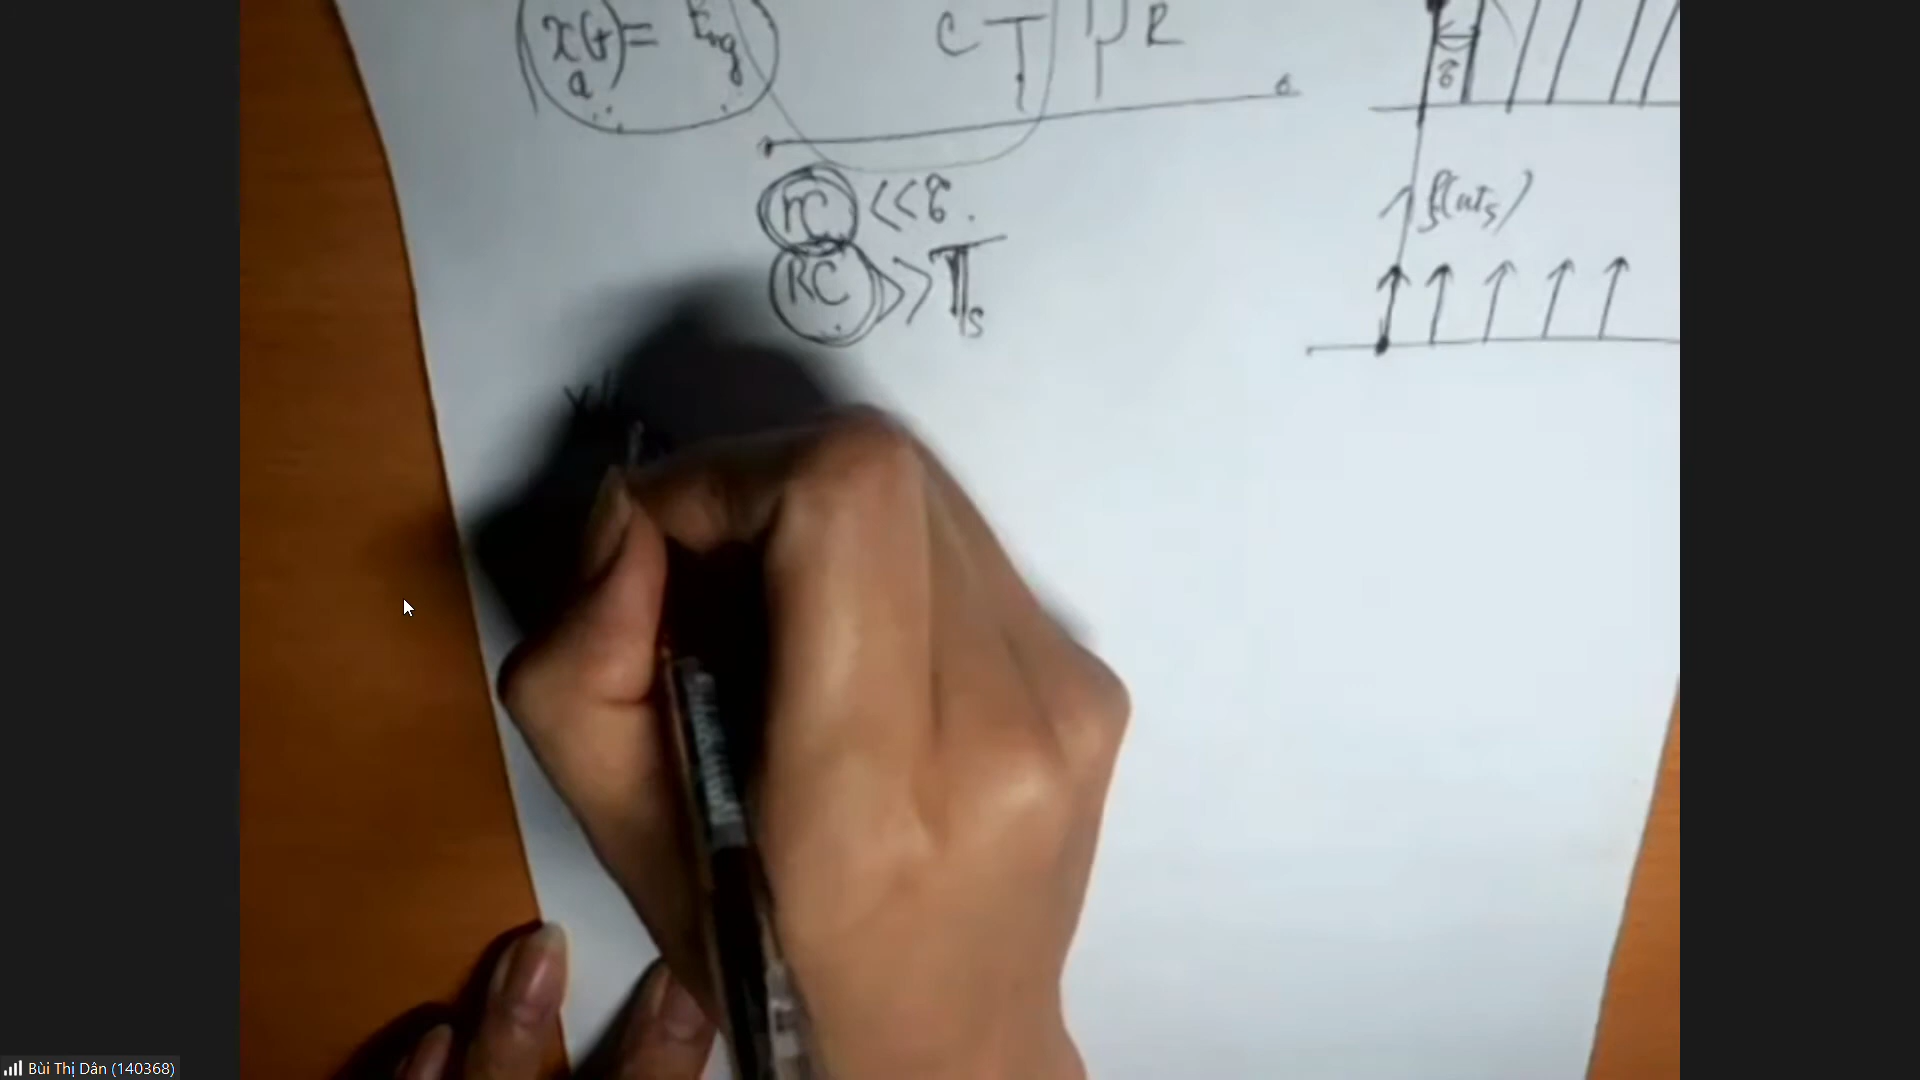 x(t) =
a
C
R
τ
rC << τ.
RC >> Ts
f(nTs)
Bùi Thị Dân (140368)